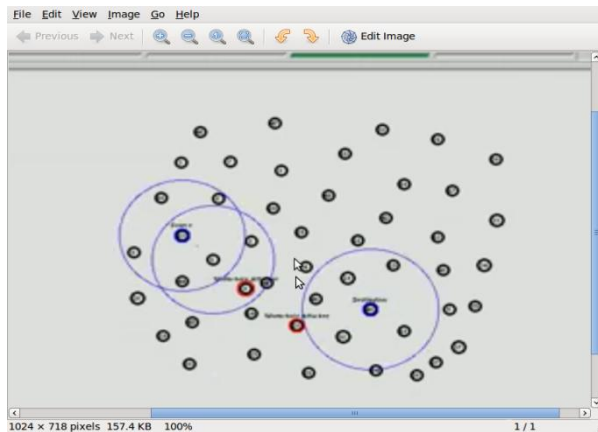 File Edit View Image Go Help
Previous Next Edit Image
Source
Wormhole Attacker
Destination
Wormhole Attacker
1024 × 718 pixels 157.4 KB 100% 1 / 1